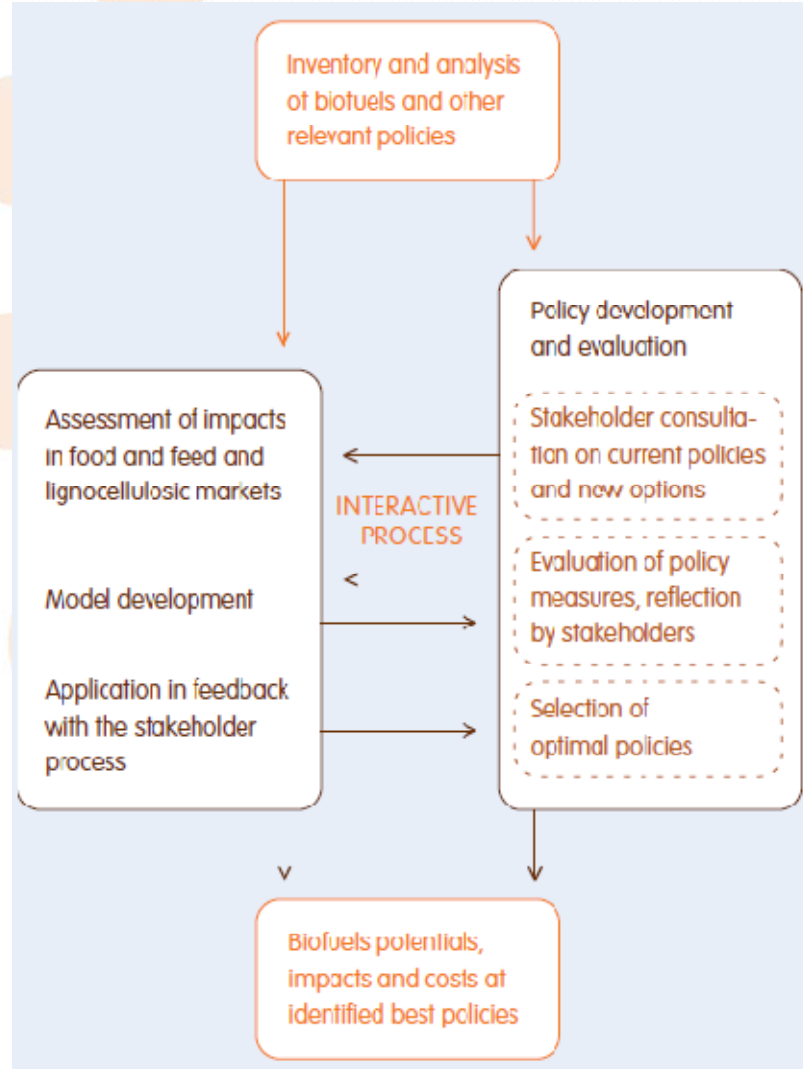 Inventory and analysis
of biofuels and other
relevant policies
Policy development
and evaluation
Stakeholder consulta-
tion on current policies
and new options
Evaluation of policy
measures, reflection
by stakeholders
Selection of
optimal policies
Assessment of impacts
in food and feed and
lignocellulosic markets
Model development
Application in feedback
with the stakeholder
process
INTERACTIVE
PROCESS
Biofuels potentials,
impacts and costs at
identified best policies